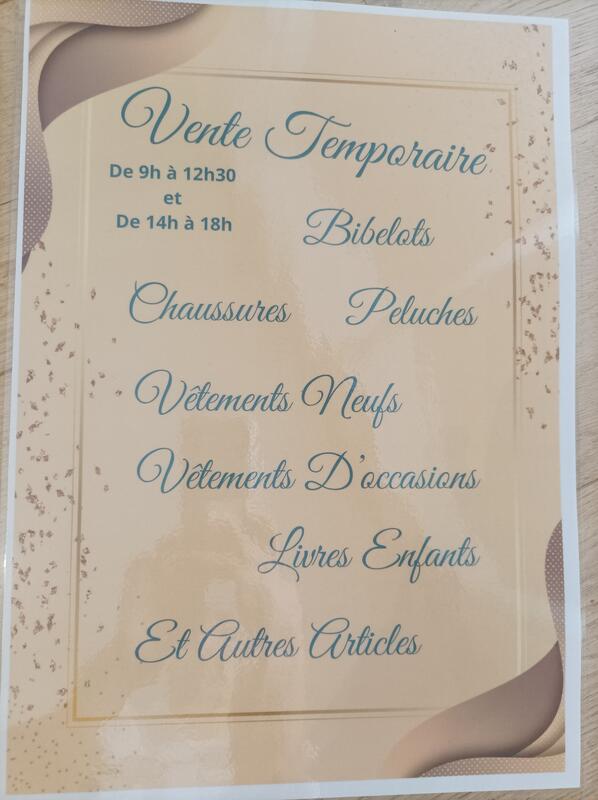 Vente Temporaire
De 9h à 12h30
et
De 14h à 18h
Bibelots
Chaussures Peluches
Vêtements Neufs
Vêtements D'occasions
Livres Enfants
Et Autres Articles